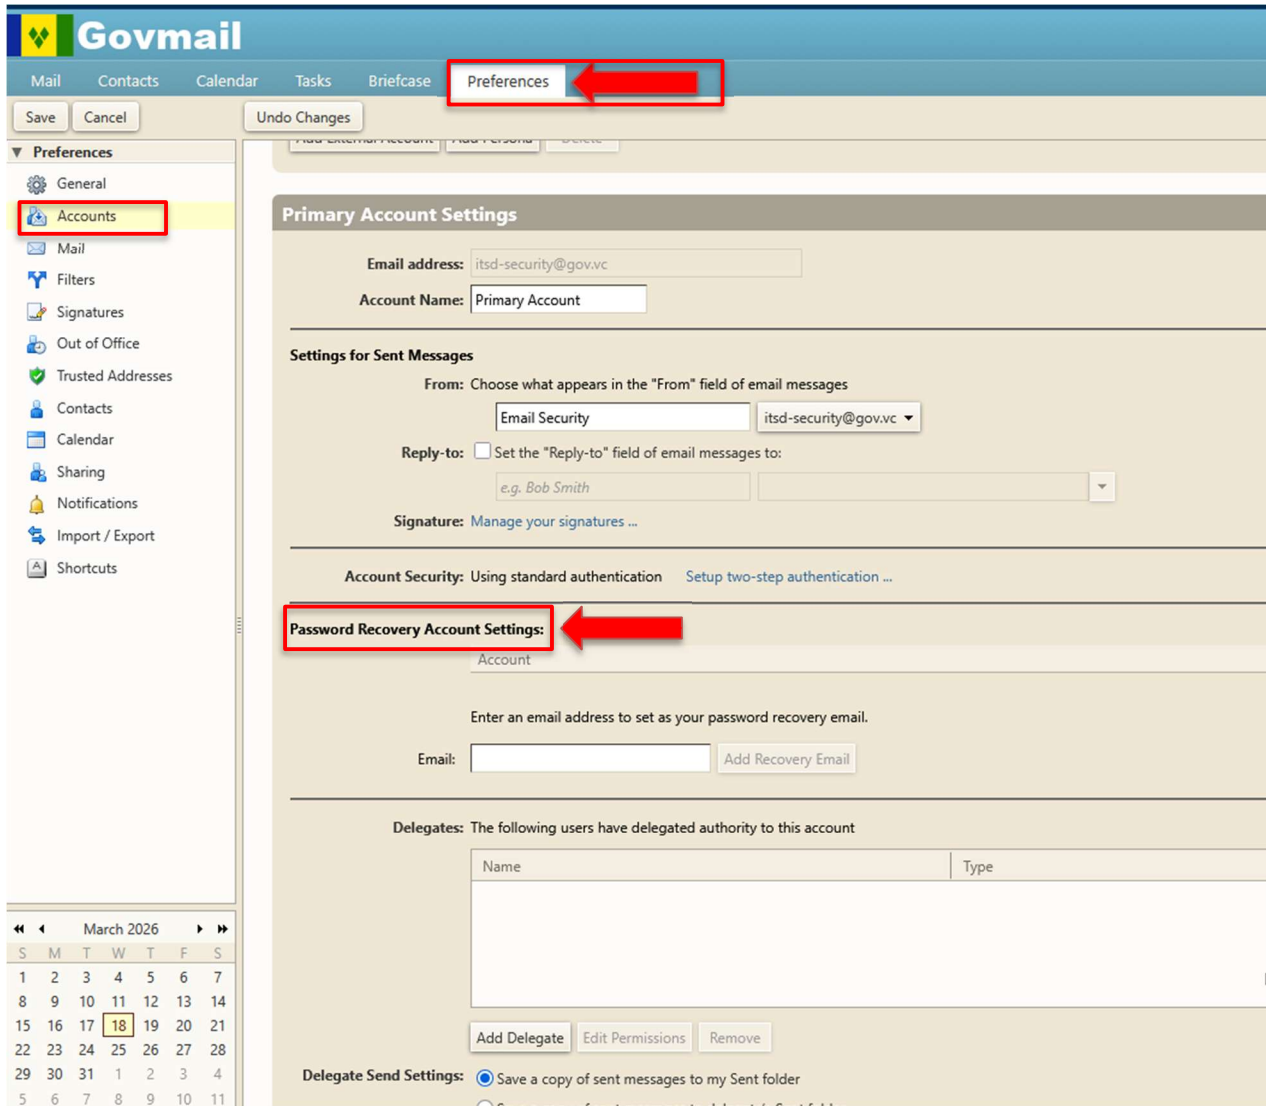 Govmail
Mail Contacts Calendar Tasks Briefcase Preferences
Save Cancel Undo Changes
Preferences
General
Accounts
Mail
Filters
Signatures
Out of Office
Trusted Addresses
Contacts
Calendar
Sharing
Notifications
Import / Export
Shortcuts
March 2026
S M T W T F S
1 2 3 4 5 6 7
8 9 10 11 12 13 14
15 16 17 18 19 20 21
22 23 24 25 26 27 28
29 30 31 1 2 3 4
5 6 7 8 9 10 11
Add External Account Add Persona Delete
Primary Account Settings
Email address: itsd-security@gov.vc
Account Name: Primary Account
Settings for Sent Messages
From: Choose what appears in the "From" field of email messages
Email Security itsd-security@gov.vc
Reply-to: Set the "Reply-to" field of email messages to:
e.g. Bob Smith
Signature: Manage your signatures ...
Account Security: Using standard authentication Setup two-step authentication ...
Password Recovery Account Settings:
Account
Enter an email address to set as your password recovery email.
Email: Add Recovery Email
Delegates: The following users have delegated authority to this account
Name Type
Add Delegate Edit Permissions Remove
Delegate Send Settings: Save a copy of sent messages to my Sent folder